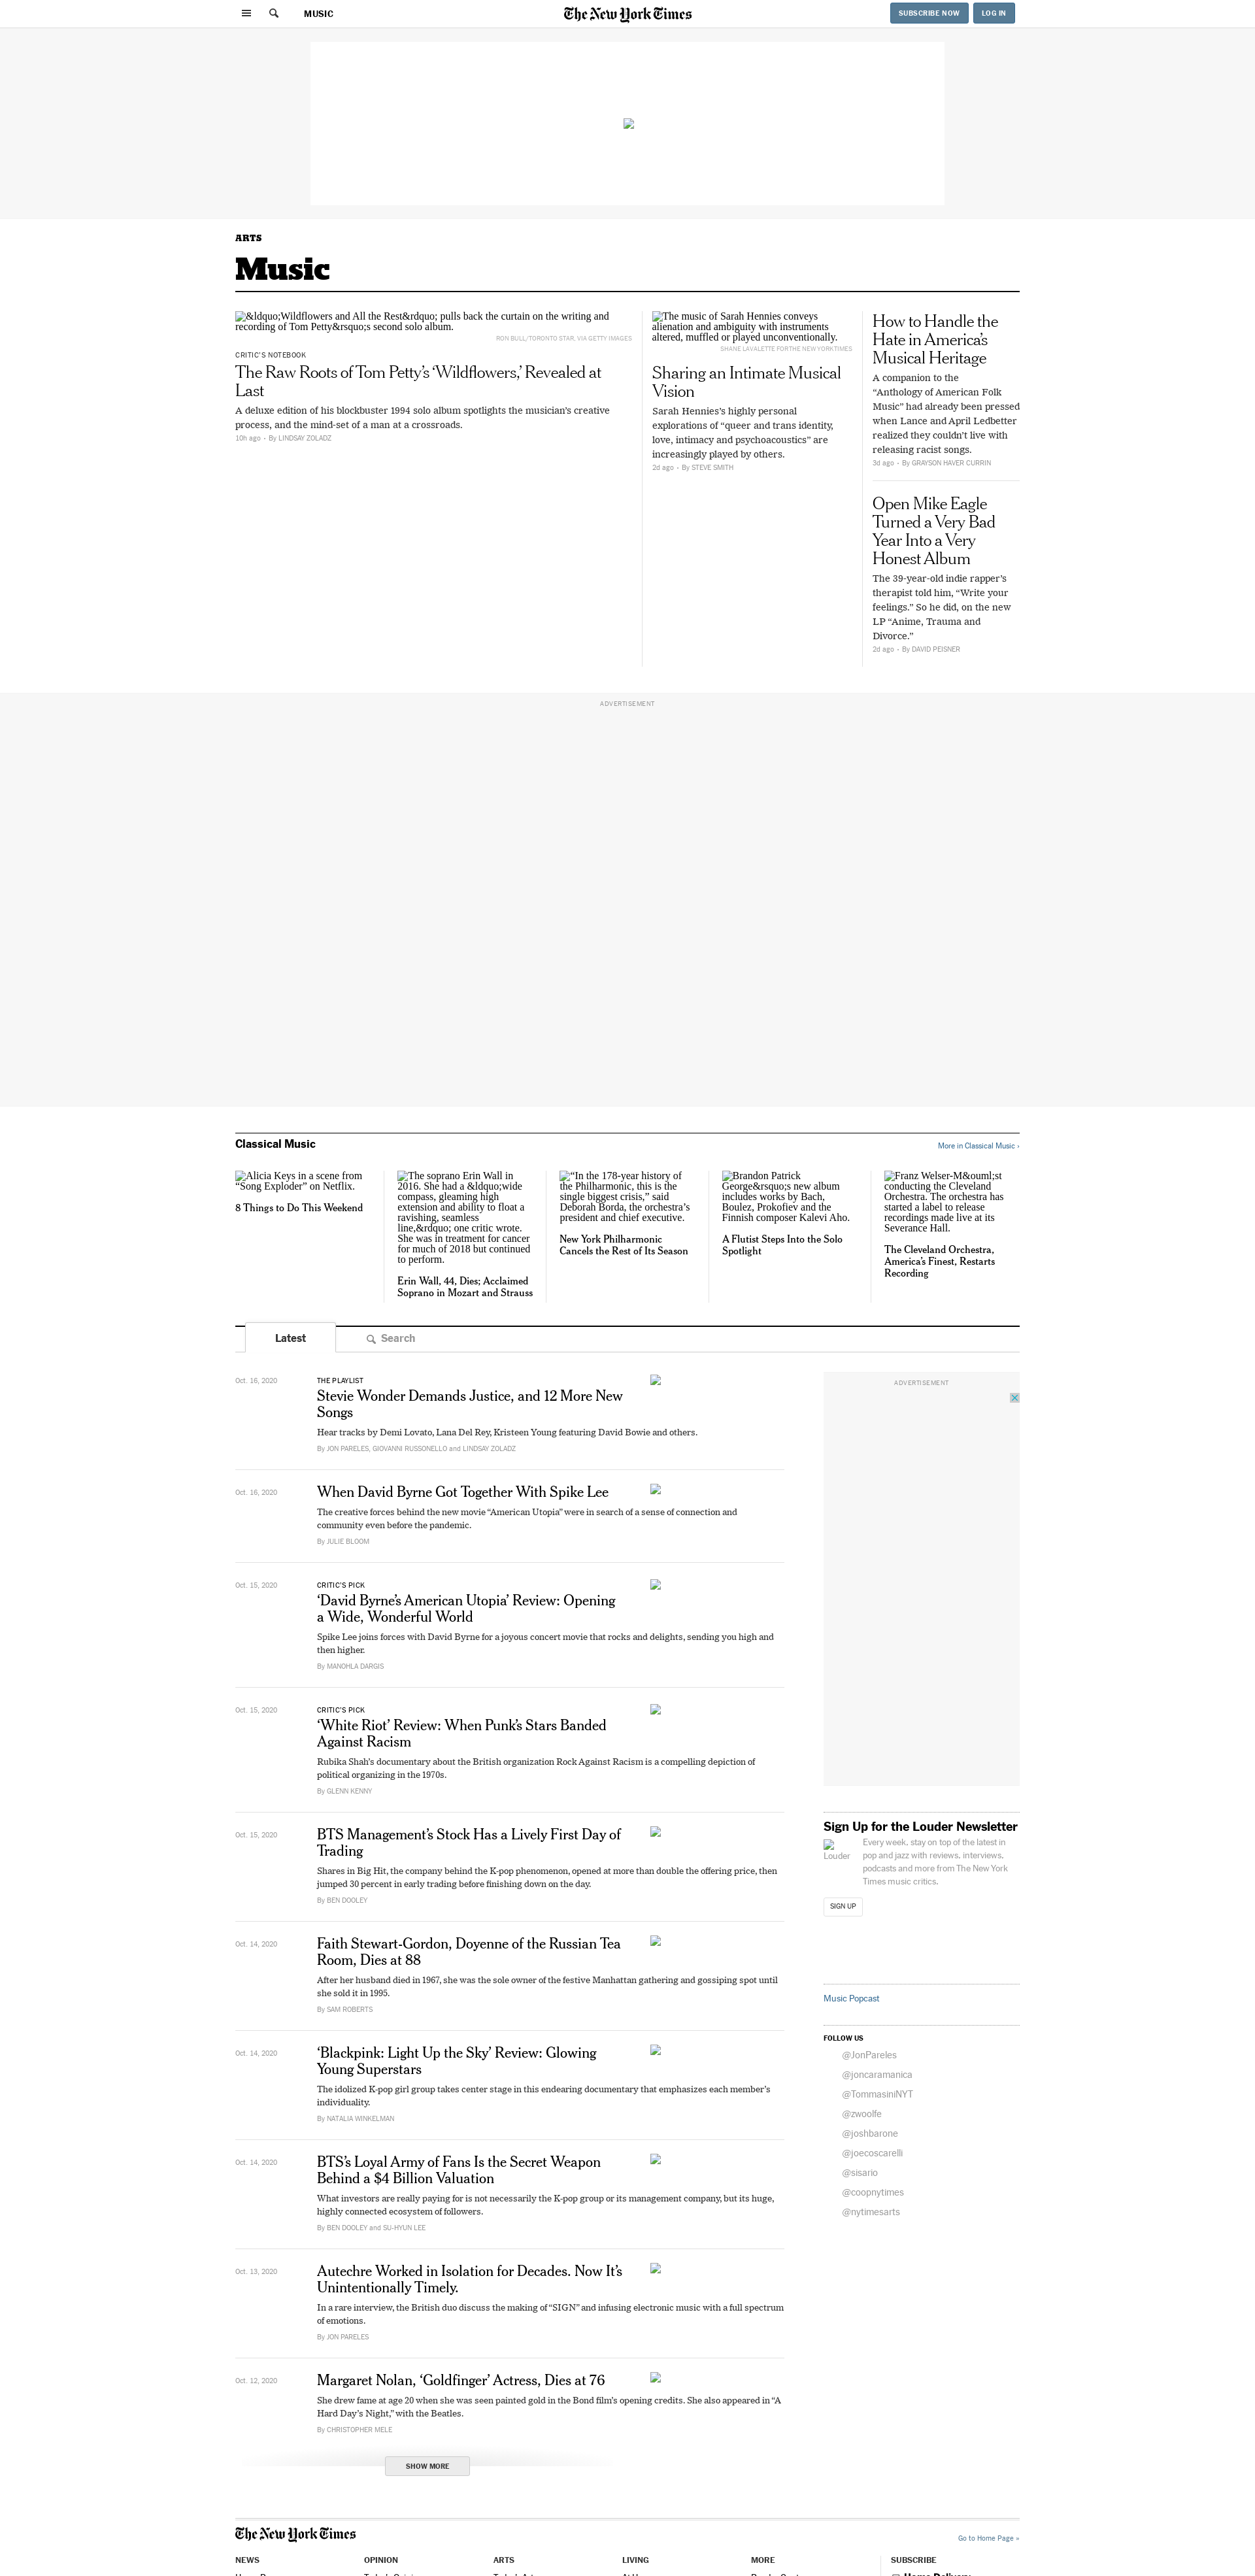 MUSIC
The New York Times
SUBSCRIBE NOW
LOG IN
ARTS
Music
&ldquo;Wildflowers and All the Rest&rdquo; pulls back the curtain on the writing and
recording of Tom Petty&rsquo;s second solo album.
RON BULL/TORONTO STAR, VIA GETTY IMAGES
CRITIC'S NOTEBOOK
The Raw Roots of Tom Petty's 'Wildflowers,' Revealed at
Last
A deluxe edition of his blockbuster 1994 solo album spotlights the musician's creative
process, and the mind-set of a man at a crossroads.
10h ago • By LINDSAY ZOLADZ
The music of Sarah Hennies conveys
alienation and ambiguity with instruments
altered, muffled or played unconventionally.
SHANE LAVALETTE FOR THE NEW YORK TIMES
Sharing an Intimate Musical
Vision
Sarah Hennies's highly personal
explorations of “queer and trans identity,
love, intimacy and psychoacoustics” are
increasingly played by others.
2d ago • By STEVE SMITH
How to Handle the
Hate in America's
Musical Heritage
A companion to the
“Anthology of American Folk
Music” had already been pressed
when Lance and April Ledbetter
realized they couldn't live with
releasing racist songs.
3d ago • By GRAYSON HAVER CURRIN
Open Mike Eagle
Turned a Very Bad
Year Into a Very
Honest Album
The 39-year-old indie rapper's
therapist told him, “Write your
feelings.” So he did, on the new
LP “Anime, Trauma and
Divorce.”
2d ago • By DAVID PEISNER
ADVERTISEMENT
Classical Music
More in Classical Music ›
Alicia Keys in a scene from
“Song Exploder” on Netflix.
8 Things to Do This Weekend
The soprano Erin Wall in
2016. She had a &ldquo;wide
compass, gleaming high
extension and ability to float a
ravishing, seamless
line,&rdquo; one critic wrote.
She was in treatment for cancer
for much of 2018 but continued
to perform.
Erin Wall, 44, Dies; Acclaimed
Soprano in Mozart and Strauss
“In the 178-year history of
the Philharmonic, this is the
single biggest crisis,” said
Deborah Borda, the orchestra's
president and chief executive.
New York Philharmonic
Cancels the Rest of Its Season
Brandon Patrick
George&rsquo;s new album
includes works by Bach,
Boulez, Prokofiev and the
Finnish composer Kalevi Aho.
A Flutist Steps Into the Solo
Spotlight
Franz Welser-M&ouml;st
conducting the Cleveland
Orchestra. The orchestra has
started a label to release
recordings made live at its
Severance Hall.
The Cleveland Orchestra,
America's Finest, Restarts
Recording
Latest
Search
Oct. 16, 2020
THE PLAYLIST
Stevie Wonder Demands Justice, and 12 More New
Songs
Hear tracks by Demi Lovato, Lana Del Rey, Kristeen Young featuring David Bowie and others.
By JON PARELES, GIOVANNI RUSSONELLO and LINDSAY ZOLADZ
Oct. 16, 2020
When David Byrne Got Together With Spike Lee
The creative forces behind the new movie “American Utopia” were in search of a sense of connection and
community even before the pandemic.
By JULIE BLOOM
Oct. 15, 2020
CRITIC'S PICK
'David Byrne's American Utopia' Review: Opening
a Wide, Wonderful World
Spike Lee joins forces with David Byrne for a joyous concert movie that rocks and delights, sending you high and
then higher.
By MANOHLA DARGIS
Oct. 15, 2020
CRITIC'S PICK
'White Riot' Review: When Punk's Stars Banded
Against Racism
Rubika Shah's documentary about the British organization Rock Against Racism is a compelling depiction of
political organizing in the 1970s.
By GLENN KENNY
Oct. 15, 2020
BTS Management's Stock Has a Lively First Day of
Trading
Shares in Big Hit, the company behind the K-pop phenomenon, opened at more than double the offering price, then
jumped 30 percent in early trading before finishing down on the day.
By BEN DOOLEY
Oct. 14, 2020
Faith Stewart-Gordon, Doyenne of the Russian Tea
Room, Dies at 88
After her husband died in 1967, she was the sole owner of the festive Manhattan gathering and gossiping spot until
she sold it in 1995.
By SAM ROBERTS
Oct. 14, 2020
'Blackpink: Light Up the Sky' Review: Glowing
Young Superstars
The idolized K-pop girl group takes center stage in this endearing documentary that emphasizes each member's
individuality.
By NATALIA WINKELMAN
Oct. 14, 2020
BTS's Loyal Army of Fans Is the Secret Weapon
Behind a $4 Billion Valuation
What investors are really paying for is not necessarily the K-pop group or its management company, but its huge,
highly connected ecosystem of followers.
By BEN DOOLEY and SU-HYUN LEE
Oct. 13, 2020
Autechre Worked in Isolation for Decades. Now It's
Unintentionally Timely.
In a rare interview, the British duo discuss the making of “SIGN” and infusing electronic music with a full spectrum
of emotions.
By JON PARELES
Oct. 12, 2020
Margaret Nolan, 'Goldfinger' Actress, Dies at 76
She drew fame at age 20 when she was seen painted gold in the Bond film's opening credits. She also appeared in “A
Hard Day's Night,” with the Beatles.
By CHRISTOPHER MELE
SHOW MORE
ADVERTISEMENT
Sign Up for the Louder Newsletter
Louder
Every week, stay on top of the latest in
pop and jazz with reviews, interviews,
podcasts and more from The New York
Times music critics.
SIGN UP
Music Popcast
FOLLOW US
@JonPareles
@joncaramanica
@TommasiniNYT
@zwoolfe
@joshbarone
@joecoscarelli
@sisario
@coopnytimes
@nytimesarts
The New York Times
Go to Home Page »
NEWS
OPINION
ARTS
LIVING
MORE
SUBSCRIBE